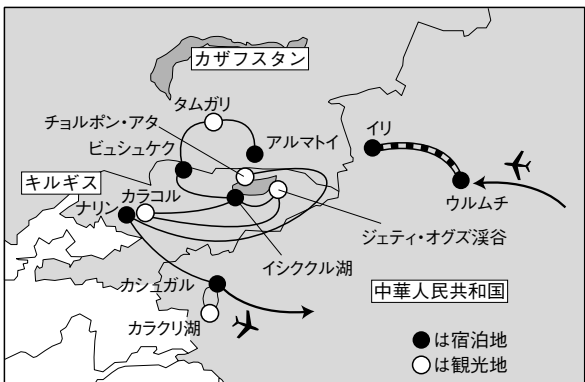 カザフスタン
タムガリ
チョルポン・アタ
アルマトイ
イリ
ビュシュケク
キルギス
カラコル
ナリン
ウルムチ
ジェティ・オグズ渓谷
イシククル湖
カシュガル
中華人民共和国
カラクリ湖
●は宿泊地
○は観光地